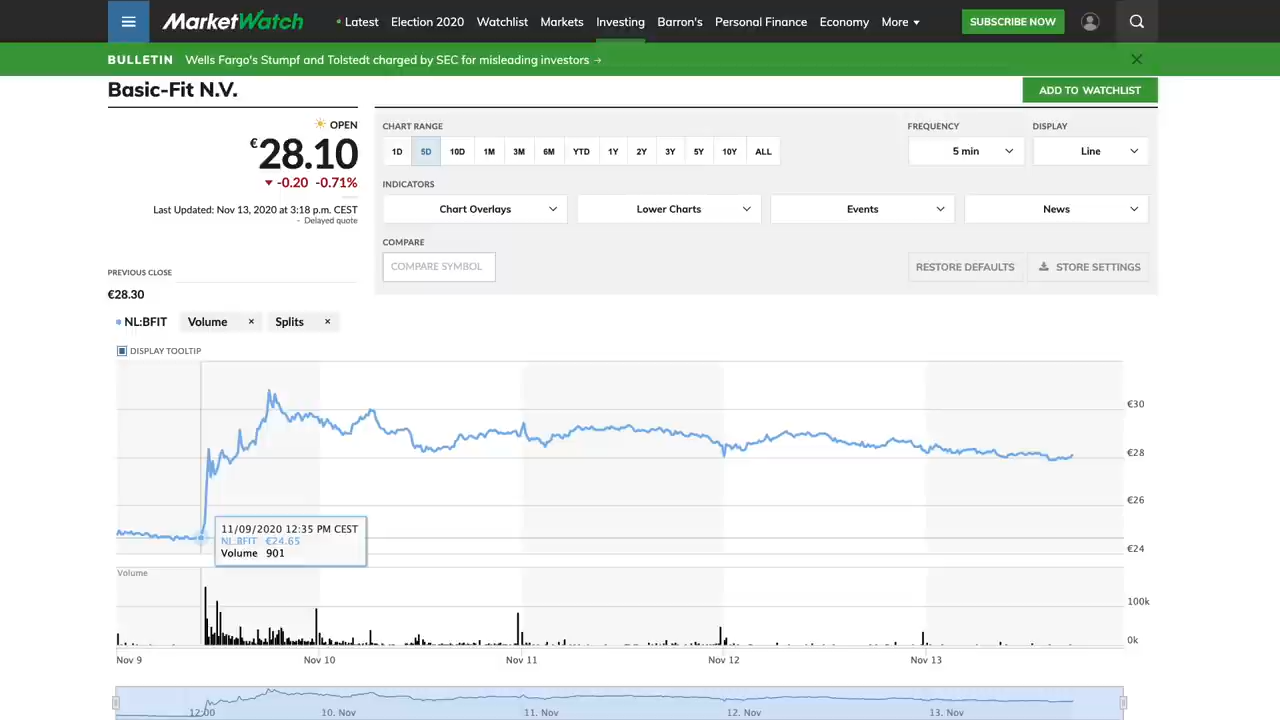 MarketWatch
Latest Election 2020 Watchlist Markets Investing Barron's Personal Finance Economy More
SUBSCRIBE NOW
BULLETIN Wells Fargo's Stumpf and Tolstedt charged by SEC for misleading investors →
Basic-Fit N.V.
ADD TO WATCHLIST
OPEN
€28.10
-0.20 -0.71%
Last Updated: Nov 13, 2020 at 3:18 p.m. CEST
- Delayed quote
PREVIOUS CLOSE
€28.30
CHART RANGE
1D 5D 10D 1M 3M 6M YTD 1Y 2Y 3Y 5Y 10Y ALL
FREQUENCY
5 min
DISPLAY
Line
INDICATORS
Chart Overlays
Lower Charts
Events
News
COMPARE
COMPARE SYMBOL
RESTORE DEFAULTS
STORE SETTINGS
NL:BFIT Volume × Splits ×
DISPLAY TOOLTIP
€30
€28
€26
€24
11/09/2020 12:35 PM CEST
NL:BFIT €24.65
Volume 901
Volume
100k
0k
Nov 9 Nov 10 Nov 11 Nov 12 Nov 13
12:00 10. Nov 11. Nov 12. Nov 13. Nov